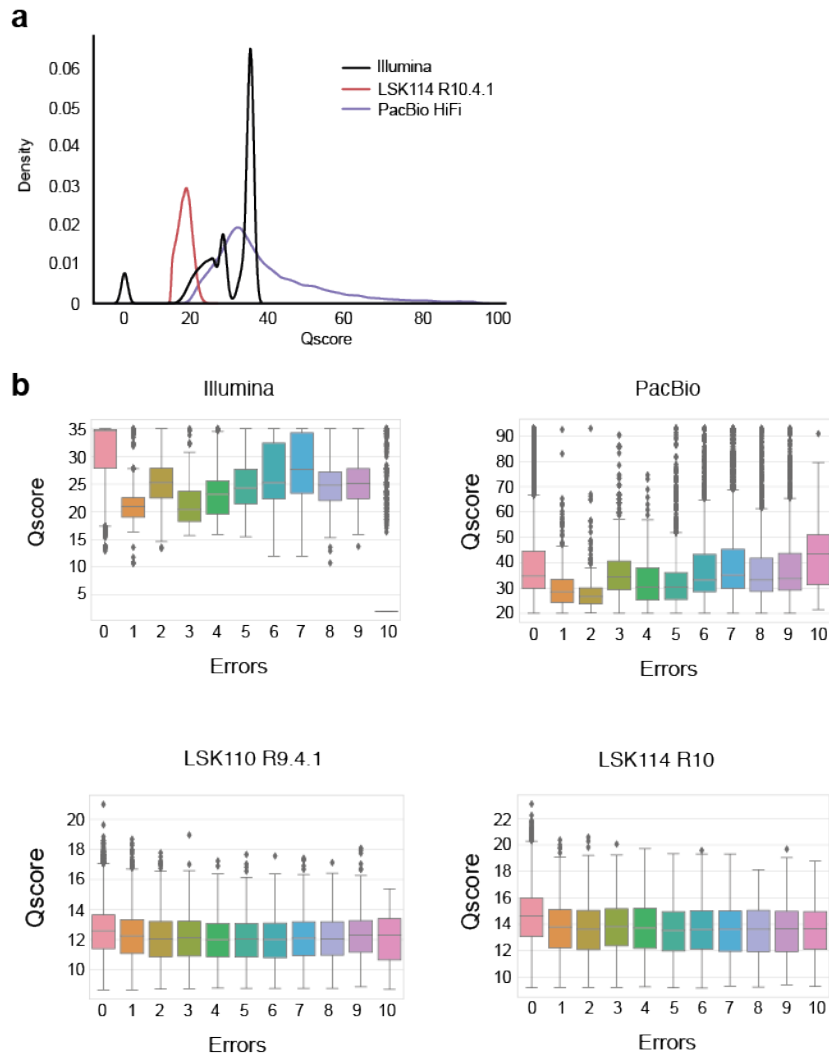 a
0.06
0.05
0.04
0.03
0.02
0.01
0
Density
Illumina
LSK114 R10.4.1
PacBio HiFi
0 20 40 60 80 100
Qscore
b
Illumina
35
30
25
20
15
10
5
Qscore
0 1 2 3 4 5 6 7 8 9 10
Errors
PacBio
90
80
70
60
50
40
30
20
Qscore
0 1 2 3 4 5 6 7 8 9 10
Errors
LSK110 R9.4.1
20
18
16
14
12
10
Qscore
0 1 2 3 4 5 6 7 8 9 10
Errors
LSK114 R10
22
20
18
16
14
12
10
Qscore
0 1 2 3 4 5 6 7 8 9 10
Errors